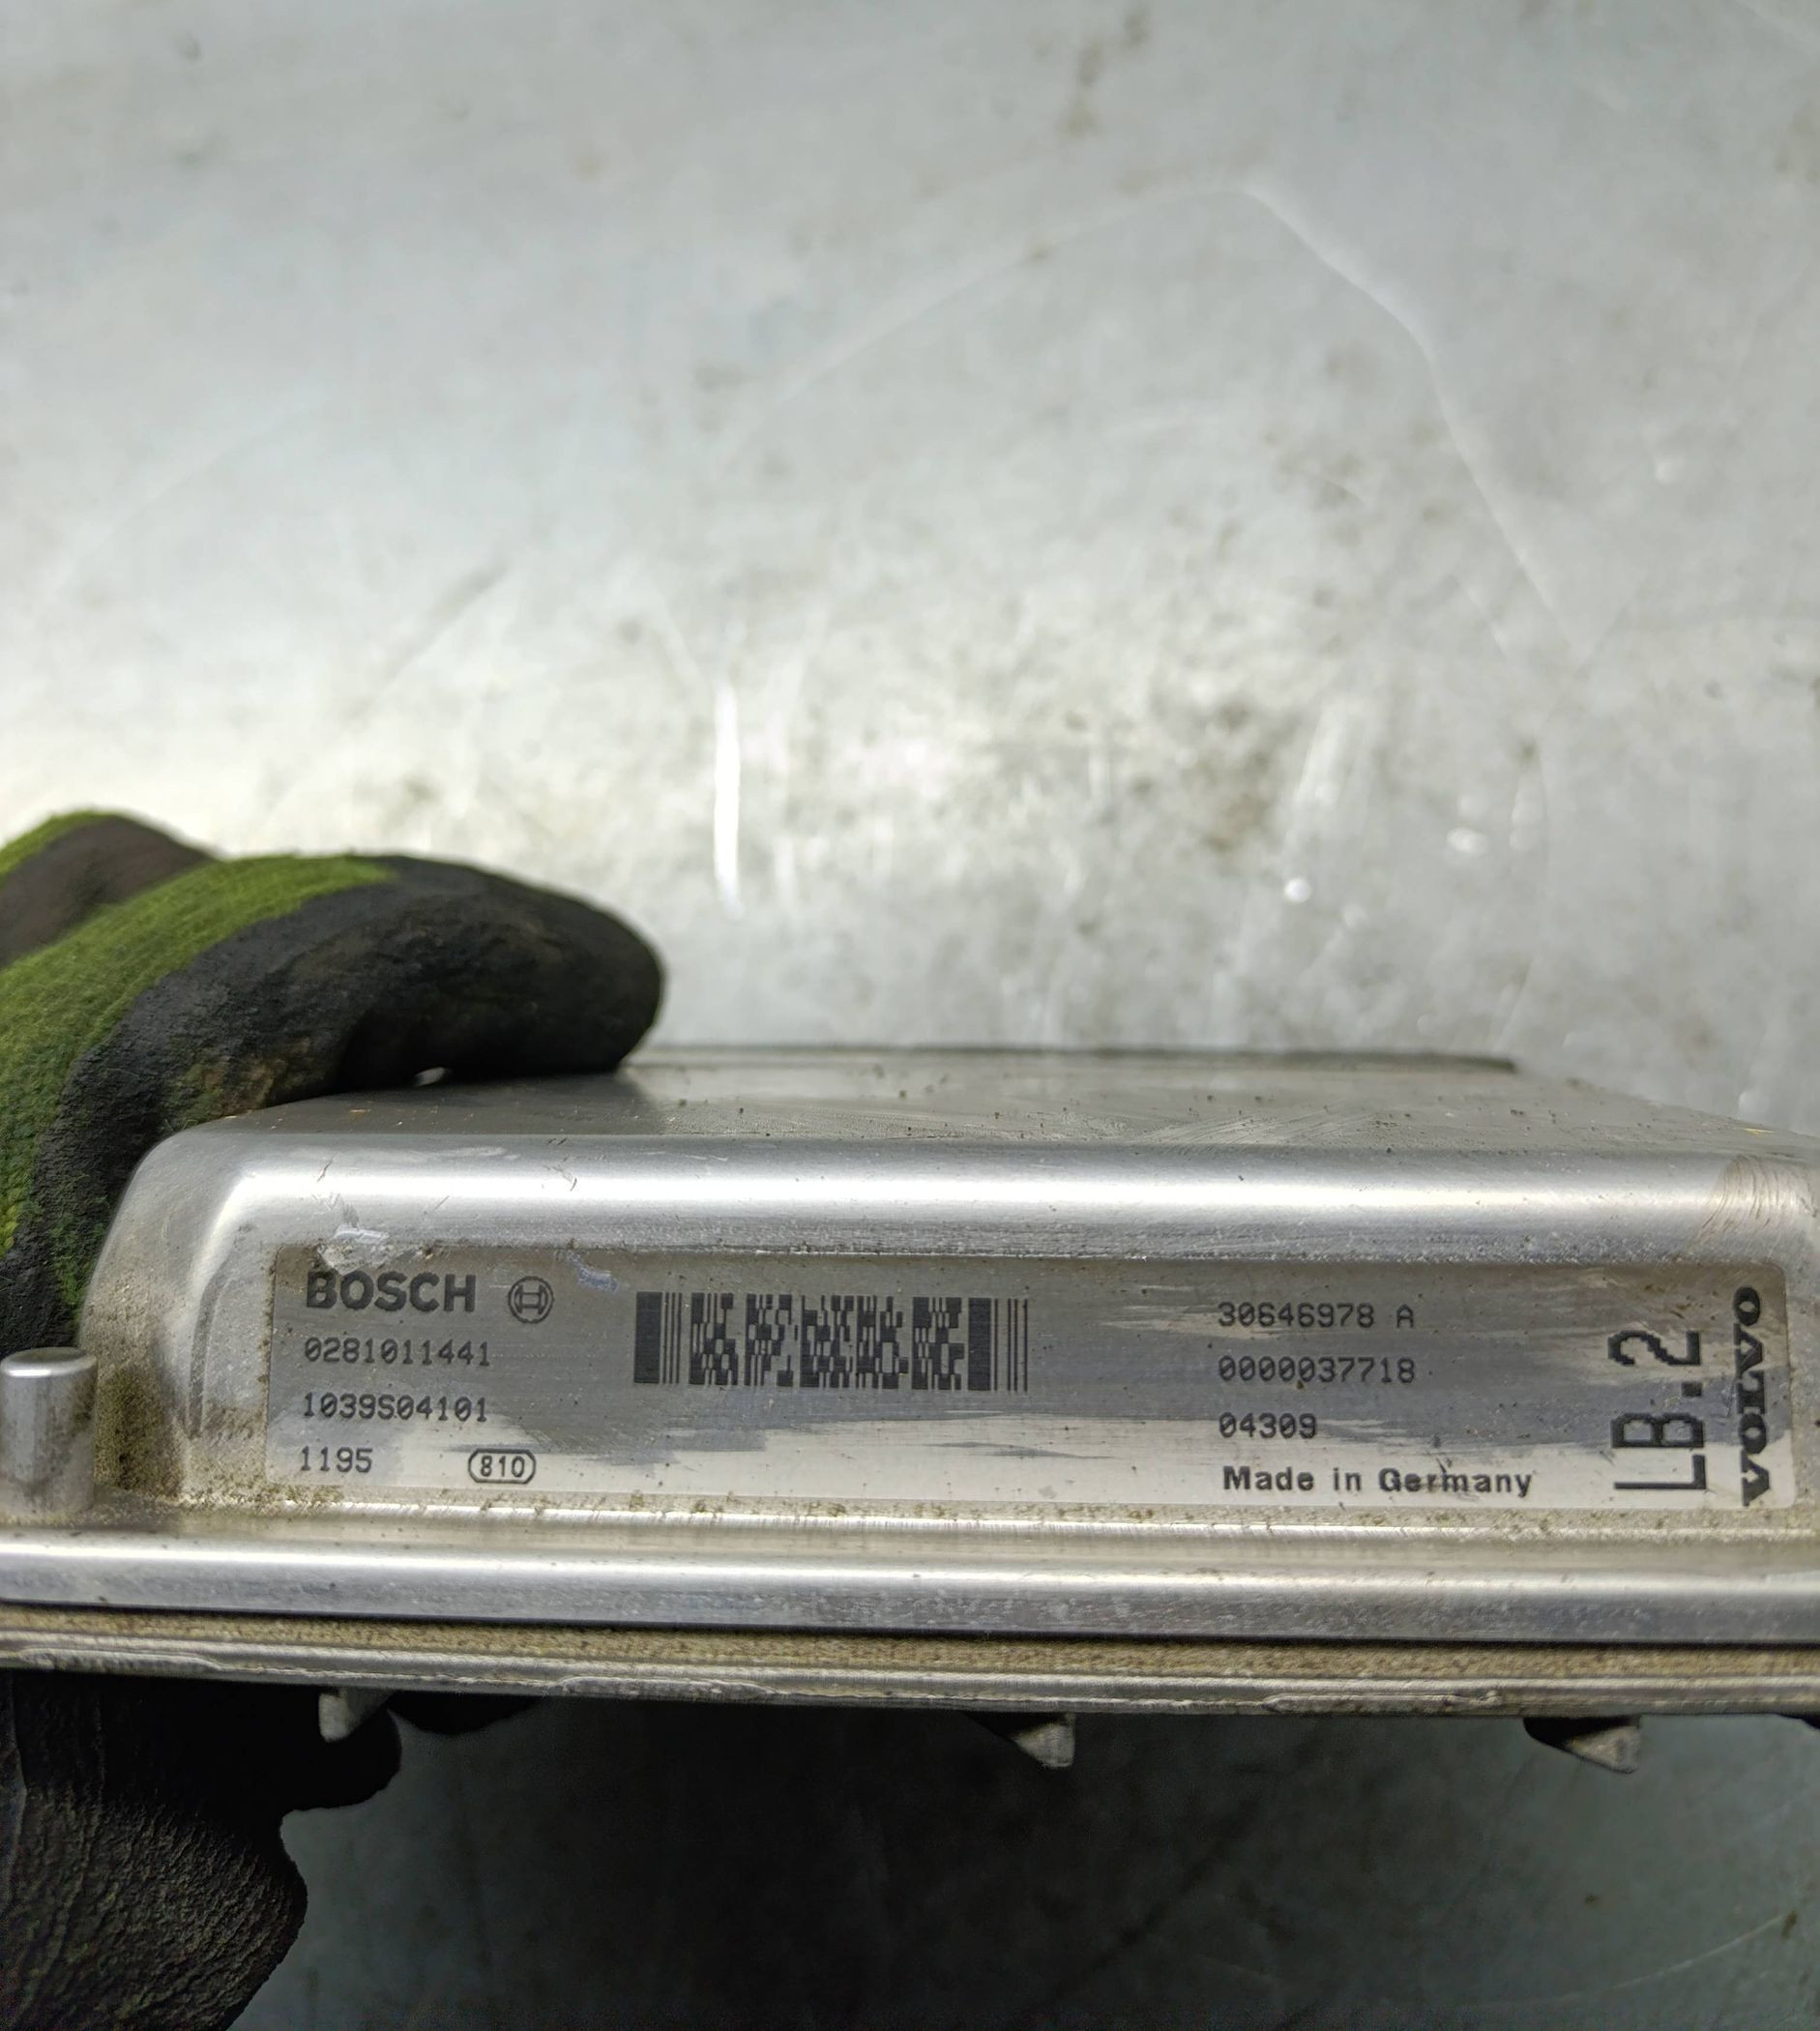 BOSCH
0281011441
1039S04101
1195 810
30646978 A
0000037718
04309
Made in Germany
LB.2
VOLVO